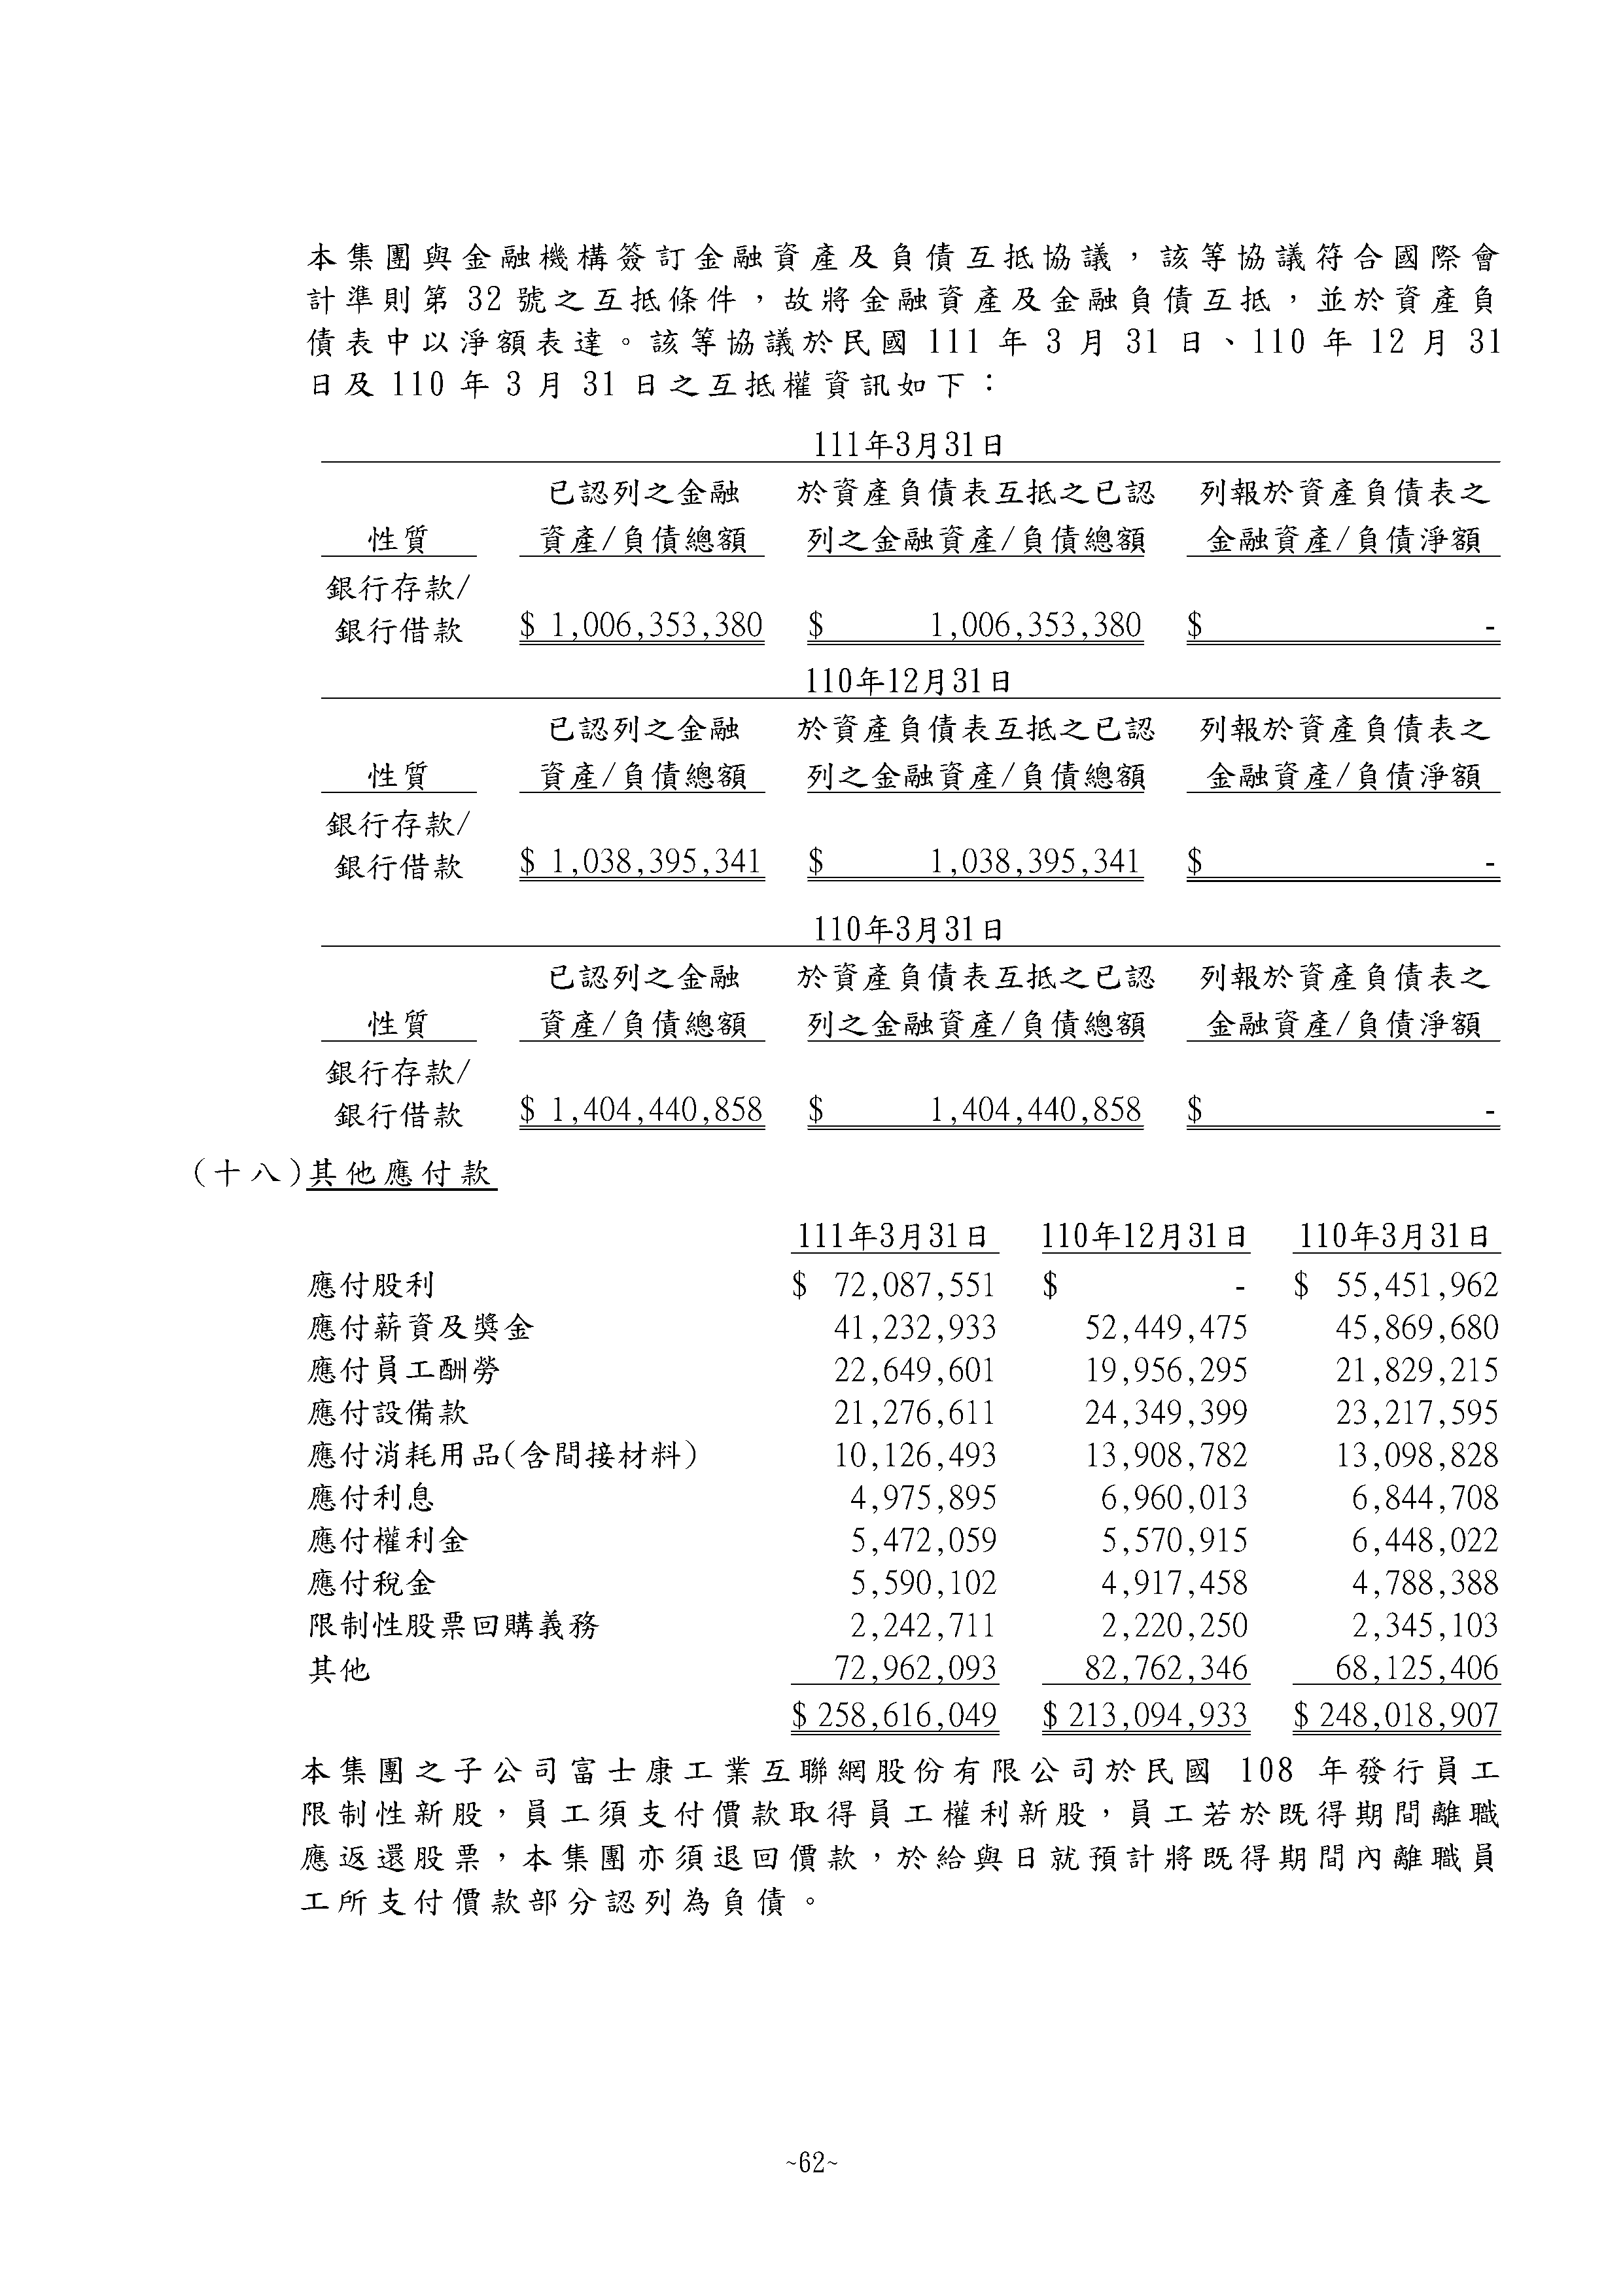 本集團與金融機構簽訂金融資產及負債互抵協議，該等協議符合國際會
計準則第 32 號之互抵條件，故將金融資產及金融負債互抵，並於資產負
債表中以淨額表達。該等協議於民國 111 年 3 月 31 日、110 年 12 月 31
日及 110 年 3 月 31 日之互抵權資訊如下：
111年3月31日
已認列之金融 於資產負債表互抵之已認 列報於資產負債表之
性質 資產/負債總額 列之金融資產/負債總額 金融資產/負債淨額
銀行存款/
銀行借款 $ 1,006,353,380 $ 1,006,353,380 $ -
110年12月31日
已認列之金融 於資產負債表互抵之已認 列報於資產負債表之
性質 資產/負債總額 列之金融資產/負債總額 金融資產/負債淨額
銀行存款/
銀行借款 $ 1,038,395,341 $ 1,038,395,341 $ -
110年3月31日
已認列之金融 於資產負債表互抵之已認 列報於資產負債表之
性質 資產/負債總額 列之金融資產/負債總額 金融資產/負債淨額
銀行存款/
銀行借款 $ 1,404,440,858 $ 1,404,440,858 $ -
(十八)其他應付款
111年3月31日 110年12月31日 110年3月31日
應付股利 $ 72,087,551 $ - $ 55,451,962
應付薪資及獎金 41,232,933 52,449,475 45,869,680
應付員工酬勞 22,649,601 19,956,295 21,829,215
應付設備款 21,276,611 24,349,399 23,217,595
應付消耗用品(含間接材料) 10,126,493 13,908,782 13,098,828
應付利息 4,975,895 6,960,013 6,844,708
應付權利金 5,472,059 5,570,915 6,448,022
應付稅金 5,590,102 4,917,458 4,788,388
限制性股票回購義務 2,242,711 2,220,250 2,345,103
其他 72,962,093 82,762,346 68,125,406
$ 258,616,049 $ 213,094,933 $ 248,018,907
本集團之子公司富士康工業互聯網股份有限公司於民國 108 年發行員工
限制性新股，員工須支付價款取得員工權利新股，員工若於既得期間離職
應返還股票，本集團亦須退回價款，於給與日就預計將既得期間內離職員
工所支付價款部分認列為負債。
~62~